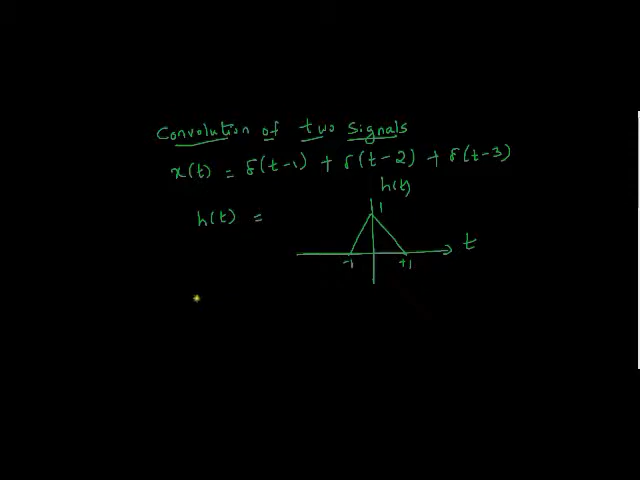 Convolution of two Signals
x(t) = δ(t-1) + δ(t-2) + δ(t-3)
h(t)
h(t) =
1
t
-1 +1